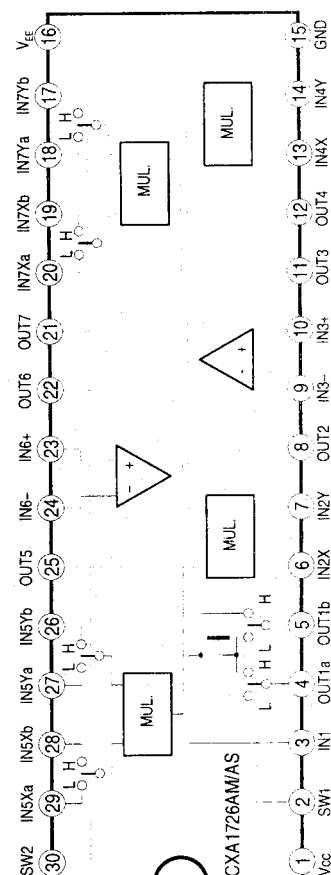 16 15
V_EE GND
17 14
IN7Yb IN4Y
H
L
18 13
IN7Ya IN4X
MUL.
MUL.
19 12
IN7Xb OUT4
H
L
20 11
IN7Xa OUT3
21 10
OUT7 IN3+
+
-
22 9
OUT6 IN3-
23 8
IN6+ OUT2
+
-
24 7
IN6- IN2Y
MUL.
25 6
OUT5 IN2X
26 5
IN5Yb OUT1b
H H
L L
27 4
IN5Ya OUT1a
H
L
MUL.
28 3
IN5Xb IN1
H
L
29 2
IN5Xa SW1
CXA1726AM/AS
30 1
SW2 Vcc